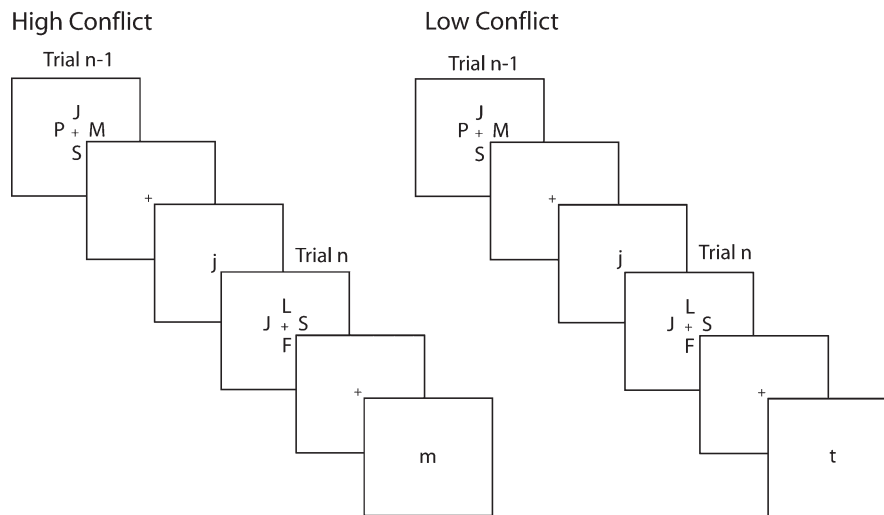 High Conflict
Trial n-1
J
P + M
S
+
j
Trial n
L
J + S
F
+
m
Low Conflict
Trial n-1
J
P + M
S
+
j
Trial n
L
J + S
F
+
t